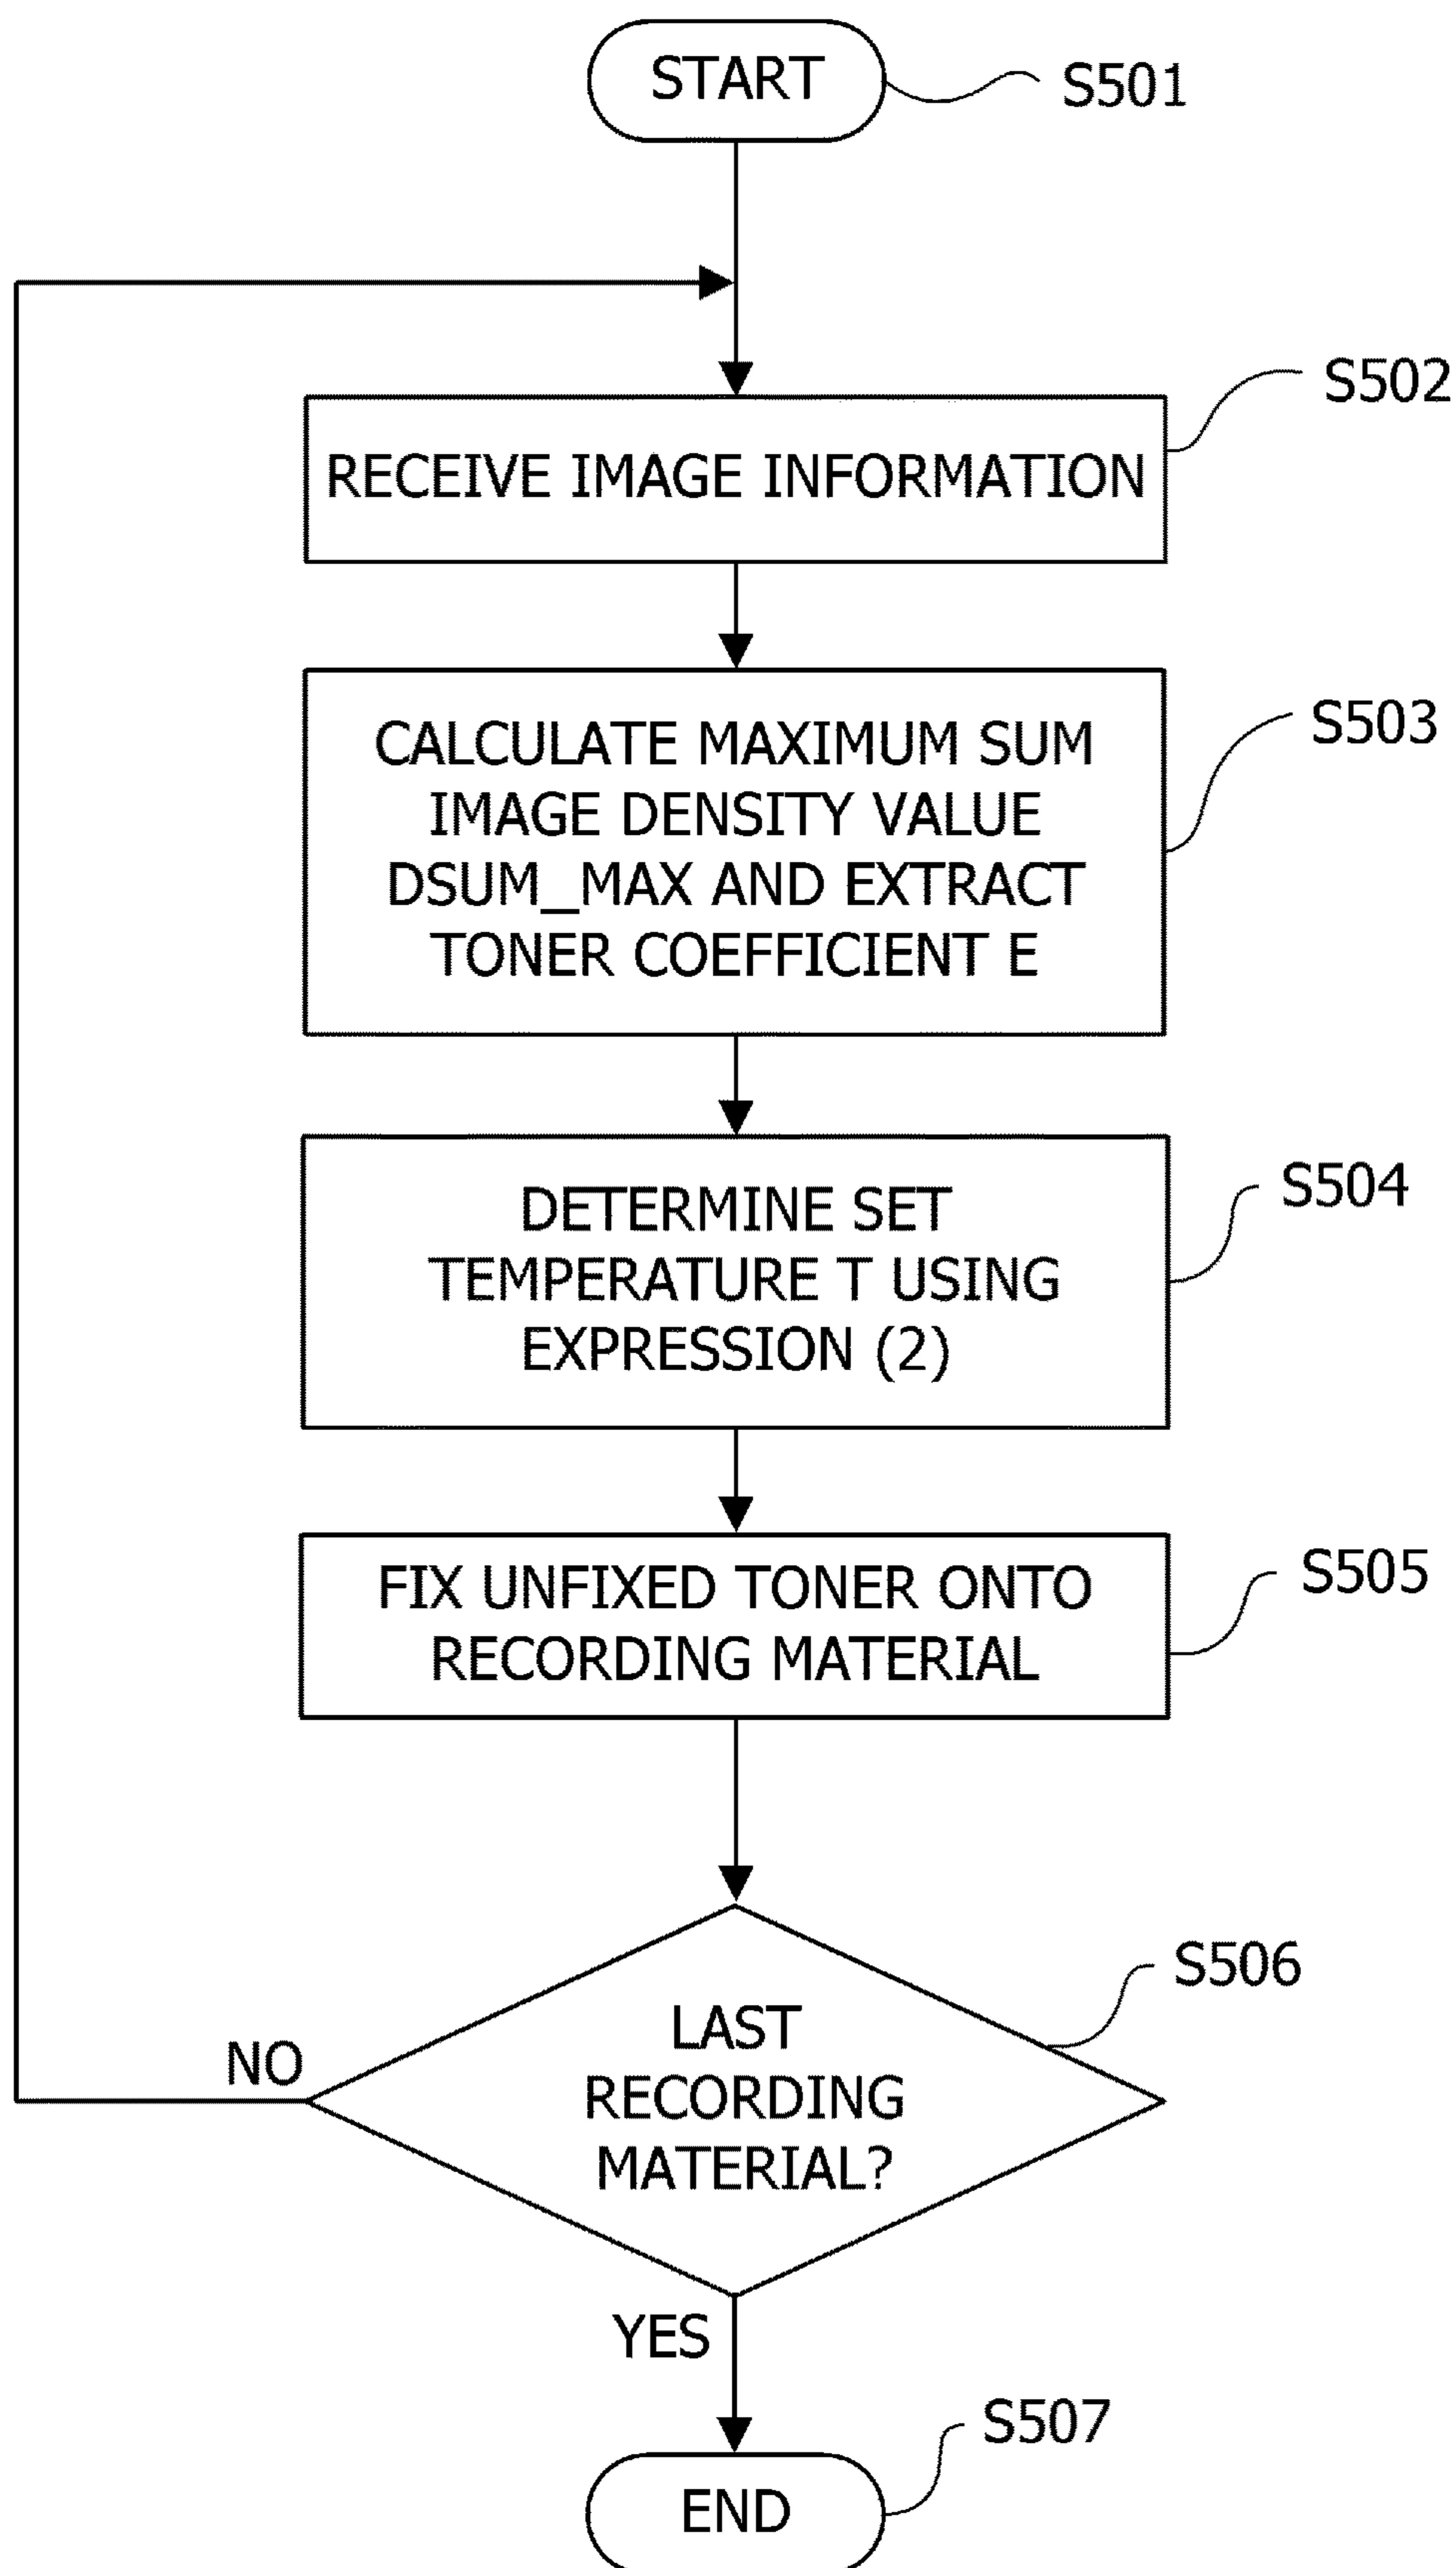 START
S501
S502
RECEIVE IMAGE INFORMATION
S503
CALCULATE MAXIMUM SUM
IMAGE DENSITY VALUE
DSUM_MAX AND EXTRACT
TONER COEFFICIENT E
S504
DETERMINE SET
TEMPERATURE T USING
EXPRESSION (2)
S505
FIX UNFIXED TONER ONTO
RECORDING MATERIAL
S506
LAST
RECORDING
MATERIAL?
NO
YES
S507
END